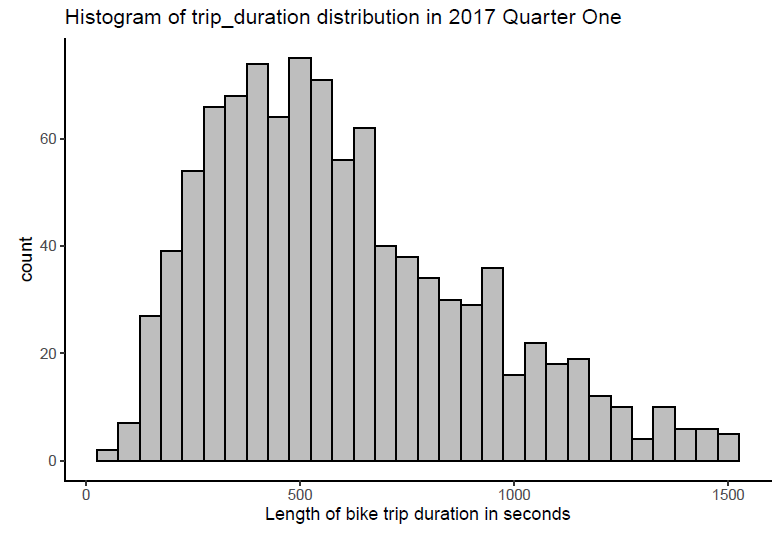 Histogram of trip_duration distribution in 2017 Quarter One
count
60
40
20
0
0 500 1000 1500
Length of bike trip duration in seconds